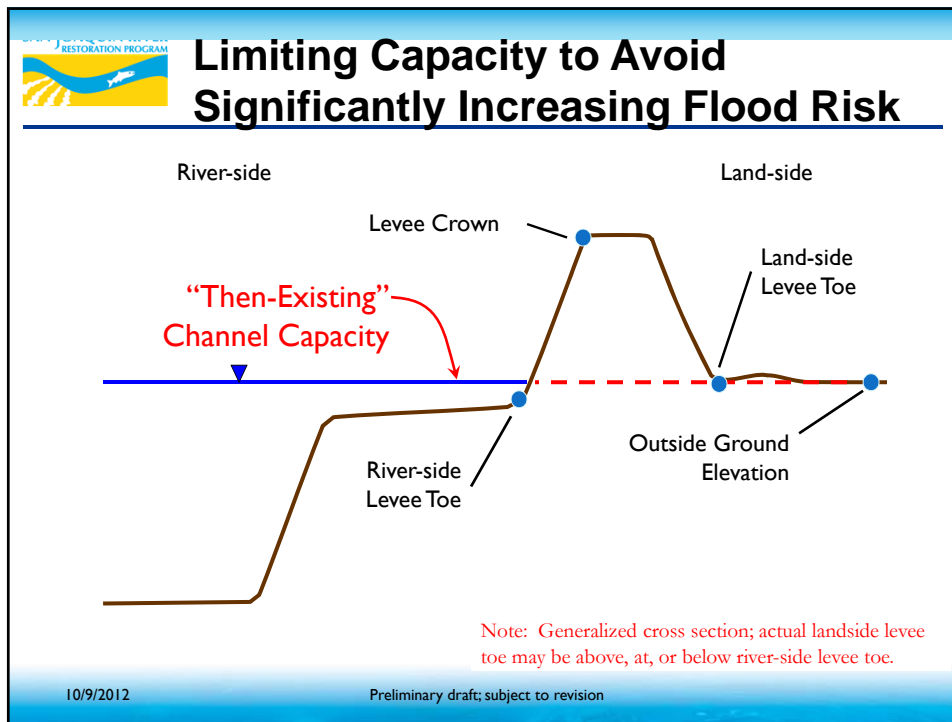 RESTORATION PROGRAM
Limiting Capacity to Avoid
Significantly Increasing Flood Risk
River-side
Land-side
Levee Crown
Land-side
Levee Toe
“Then-Existing”
Channel Capacity
River-side
Levee Toe
Outside Ground
Elevation
Note:  Generalized cross section; actual landside levee
toe may be above, at, or below river-side levee toe.
10/9/2012
Preliminary draft; subject to revision